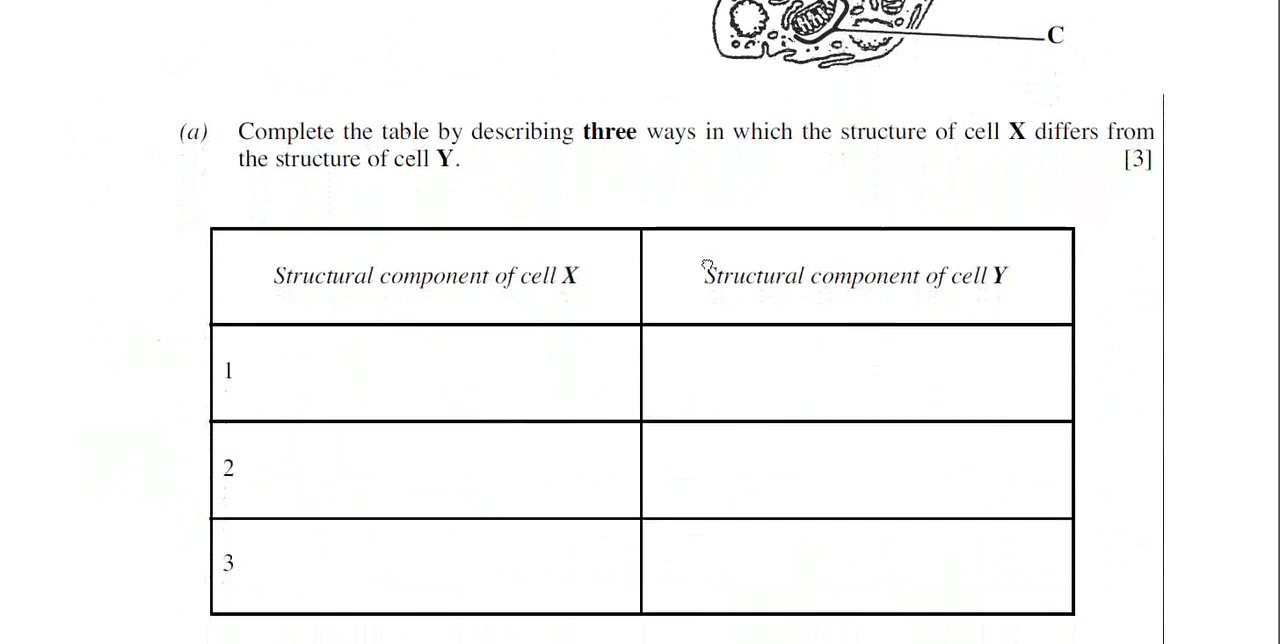 C
(a) Complete the table by describing three ways in which the structure of cell X differs from
the structure of cell Y. [3]
Structural component of cell X Structural component of cell Y
1
2
3